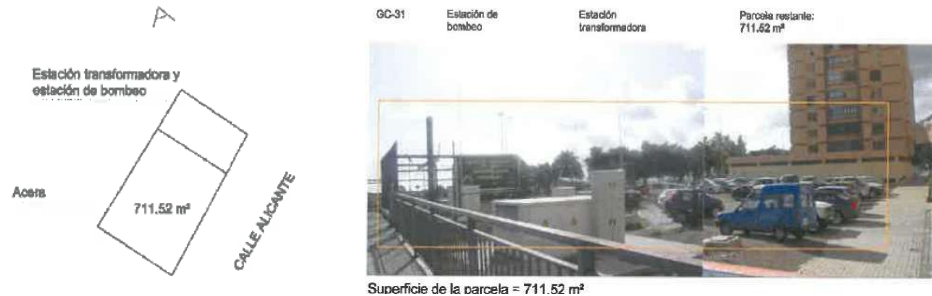 Estación transformadora y
estación de bombeo
Acera
711.52 m²
CALLE ALICANTE
GC-31
Estación de
bombeo
Estación
transformadora
Parcela restante:
711.52 m²
Superficie de la parcela = 711.52 m²